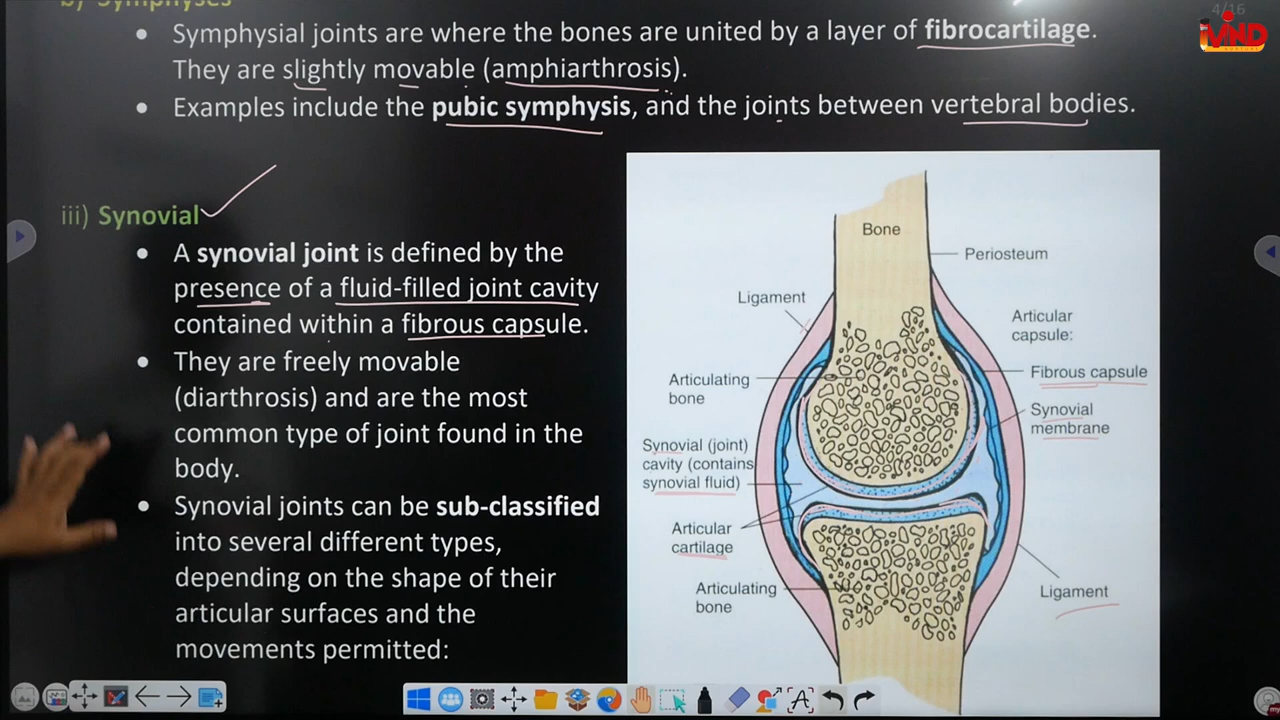 b) Symphyses
4/16
iMIND
• Symphysial joints are where the bones are united by a layer of fibrocartilage.
They are slightly movable (amphiarthrosis).
• Examples include the pubic symphysis, and the joints between vertebral bodies.
iii) Synovial
• A synovial joint is defined by the
presence of a fluid-filled joint cavity
contained within a fibrous capsule.
• They are freely movable
(diarthrosis) and are the most
common type of joint found in the
body.
• Synovial joints can be sub-classified
into several different types,
depending on the shape of their
articular surfaces and the
movements permitted:
Bone
Periosteum
Ligament
Articular
capsule:
Fibrous capsule
Articulating
bone
Synovial
membrane
Synovial (joint)
cavity (contains
synovial fluid)
Articular
cartilage
Articulating
bone
Ligament